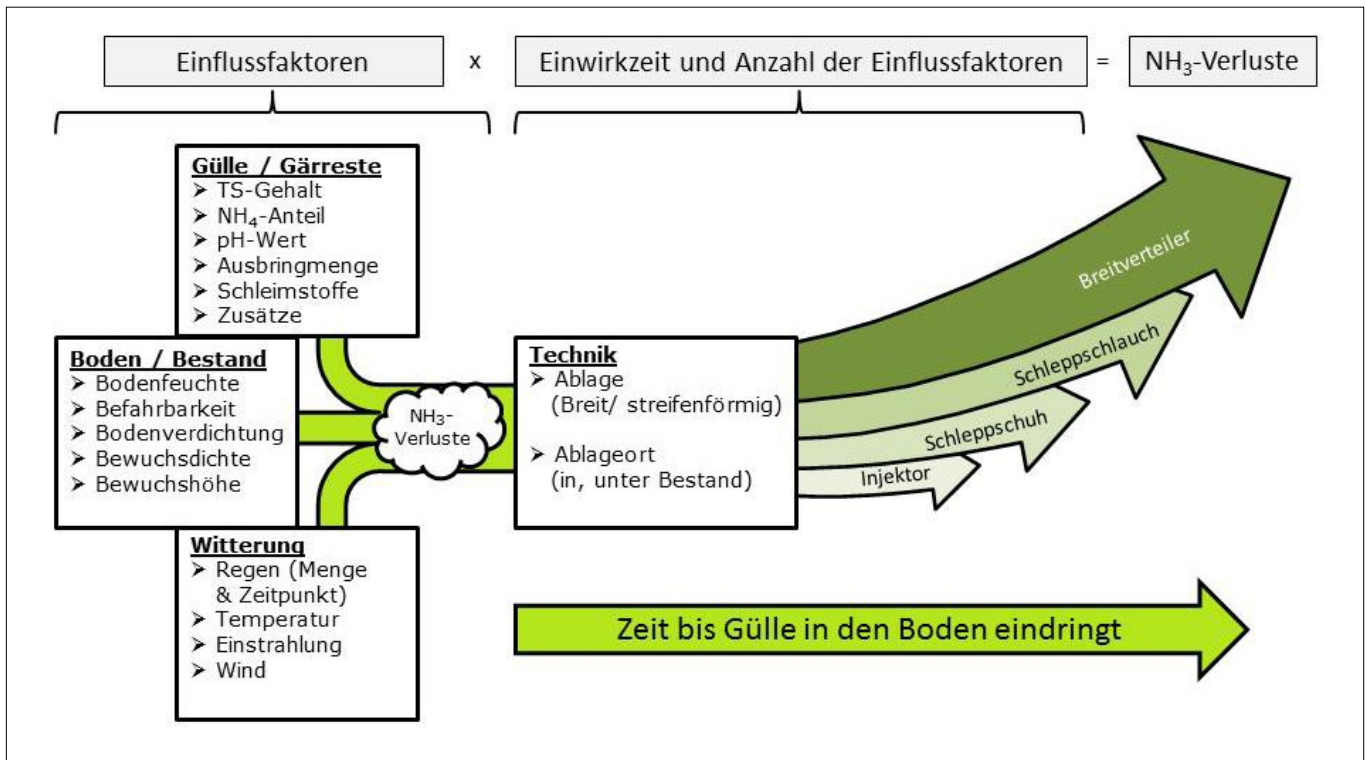 Einflussfaktoren x Einwirkzeit und Anzahl der Einflussfaktoren = NH₃-Verluste
Gülle / Gärreste
➤ TS-Gehalt
➤ NH₄-Anteil
➤ pH-Wert
➤ Ausbringmenge
➤ Schleimstoffe
➤ Zusätze
Boden / Bestand
➤ Bodenfeuchte
➤ Befahrbarkeit
➤ Bodenverdichtung
➤ Bewuchsdichte
➤ Bewuchshöhe
Witterung
➤ Regen (Menge
& Zeitpunkt)
➤ Temperatur
➤ Einstrahlung
➤ Wind
NH₃-
Verluste
Technik
➤ Ablage
(Breit/ streifenförmig)
➤ Ablageort
(in, unter Bestand)
Breitverteiler
Schleppschlauch
Schleppschuh
Injektor
Zeit bis Gülle in den Boden eindringt